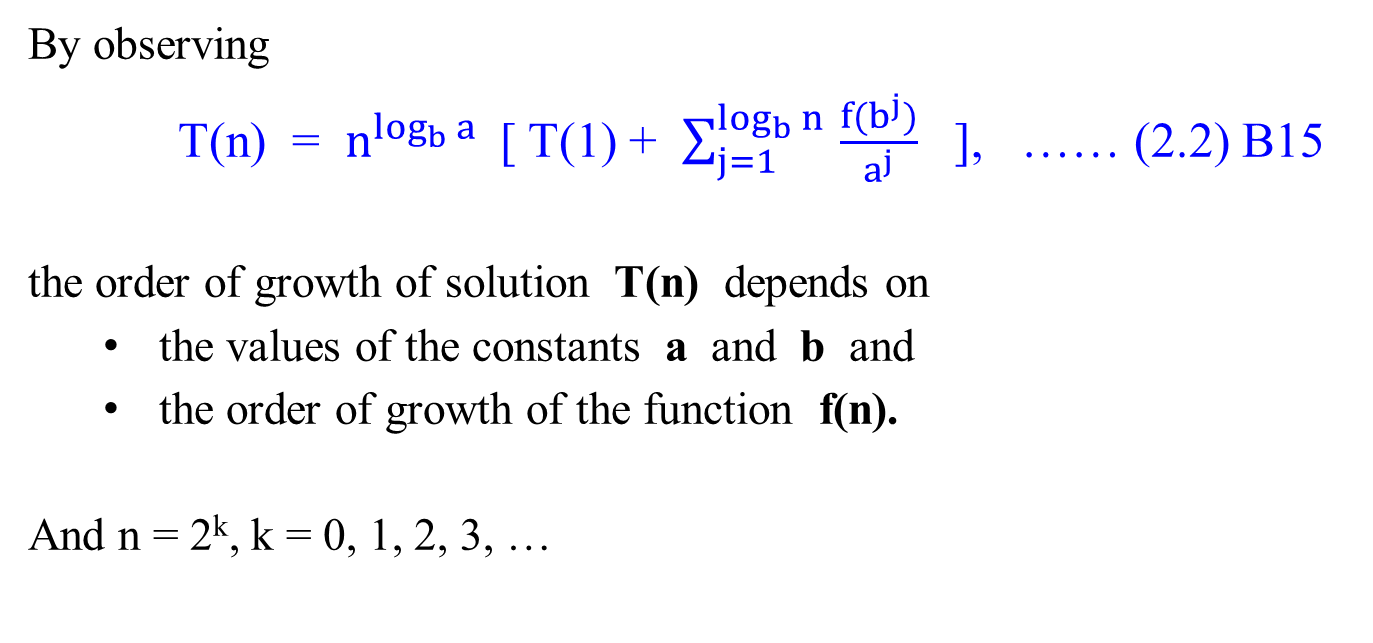 By observing
T(n) = n^{log_b a} [ T(1) + ∑_{j=1}^{log_b n} \frac{f(b^j)}{a^j} ], …… (2.2) B15
the order of growth of solution T(n) depends on
• the values of the constants a and b and
• the order of growth of the function f(n).
And n = 2^k, k = 0, 1, 2, 3, …